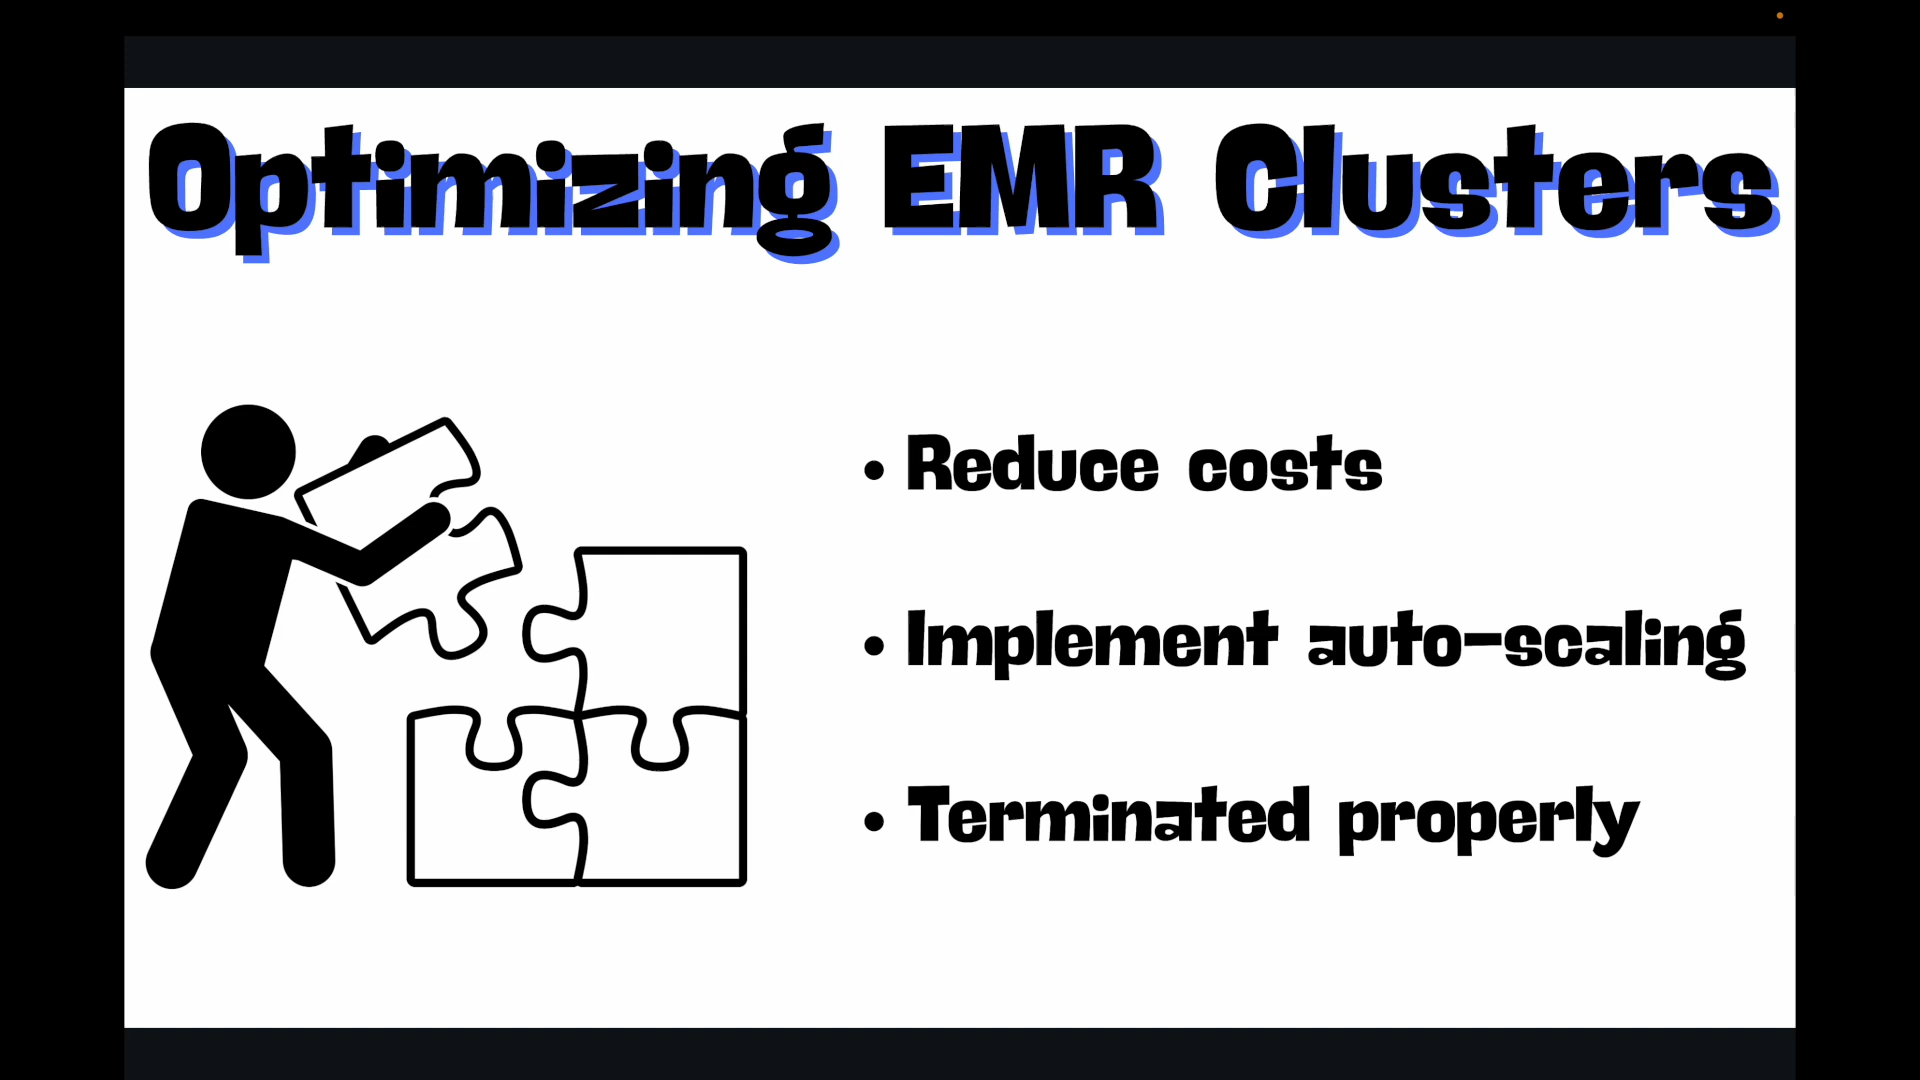 Optimizing EMR Clusters
• Reduce costs
• Implement auto-scaling
• Terminated properly